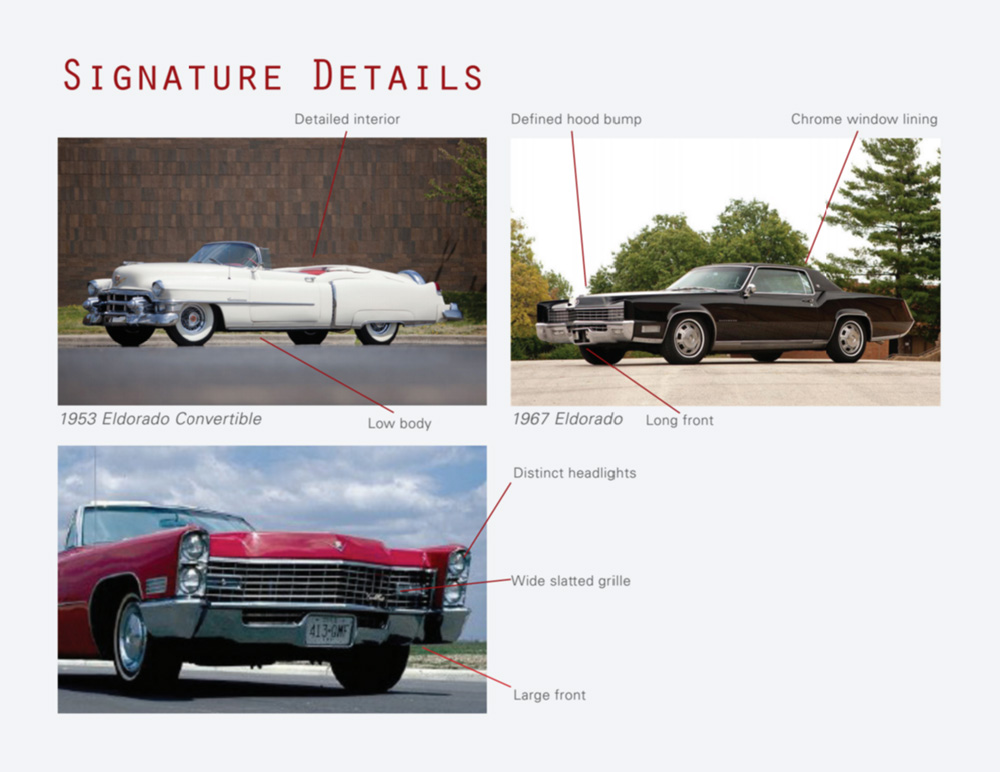 SIGNATURE DETAILS
Detailed interior
Defined hood bump
Chrome window lining
1953 Eldorado Convertible
Low body
1967 Eldorado
Long front
Distinct headlights
Wide slatted grille
413-GMF
Large front